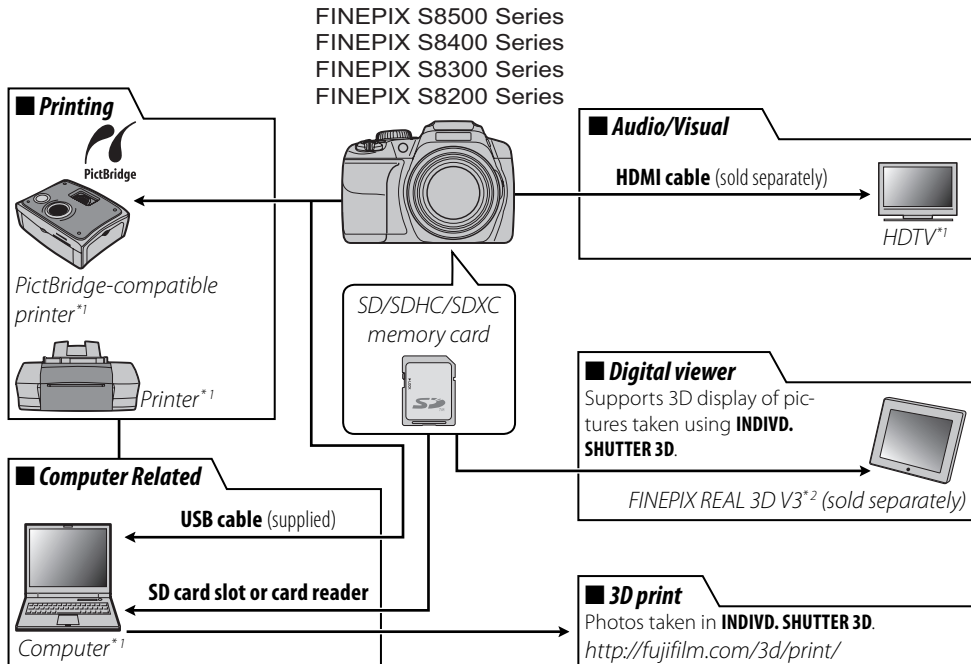 FINEPIX S8500 Series
FINEPIX S8400 Series
FINEPIX S8300 Series
FINEPIX S8200 Series
■ Printing
PictBridge
PictBridge-compatible
printer*1
Printer*1
■ Audio/Visual
HDMI cable (sold separately)
HDTV*1
SD/SDHC/SDXC
memory card
SD
■ Digital viewer
Supports 3D display of pic-
tures taken using INDIVD.
SHUTTER 3D.
FINEPIX REAL 3D V3*2 (sold separately)
■ Computer Related
USB cable (supplied)
SD card slot or card reader
Computer*1
■ 3D print
Photos taken in INDIVD. SHUTTER 3D.
http://fujifilm.com/3d/print/